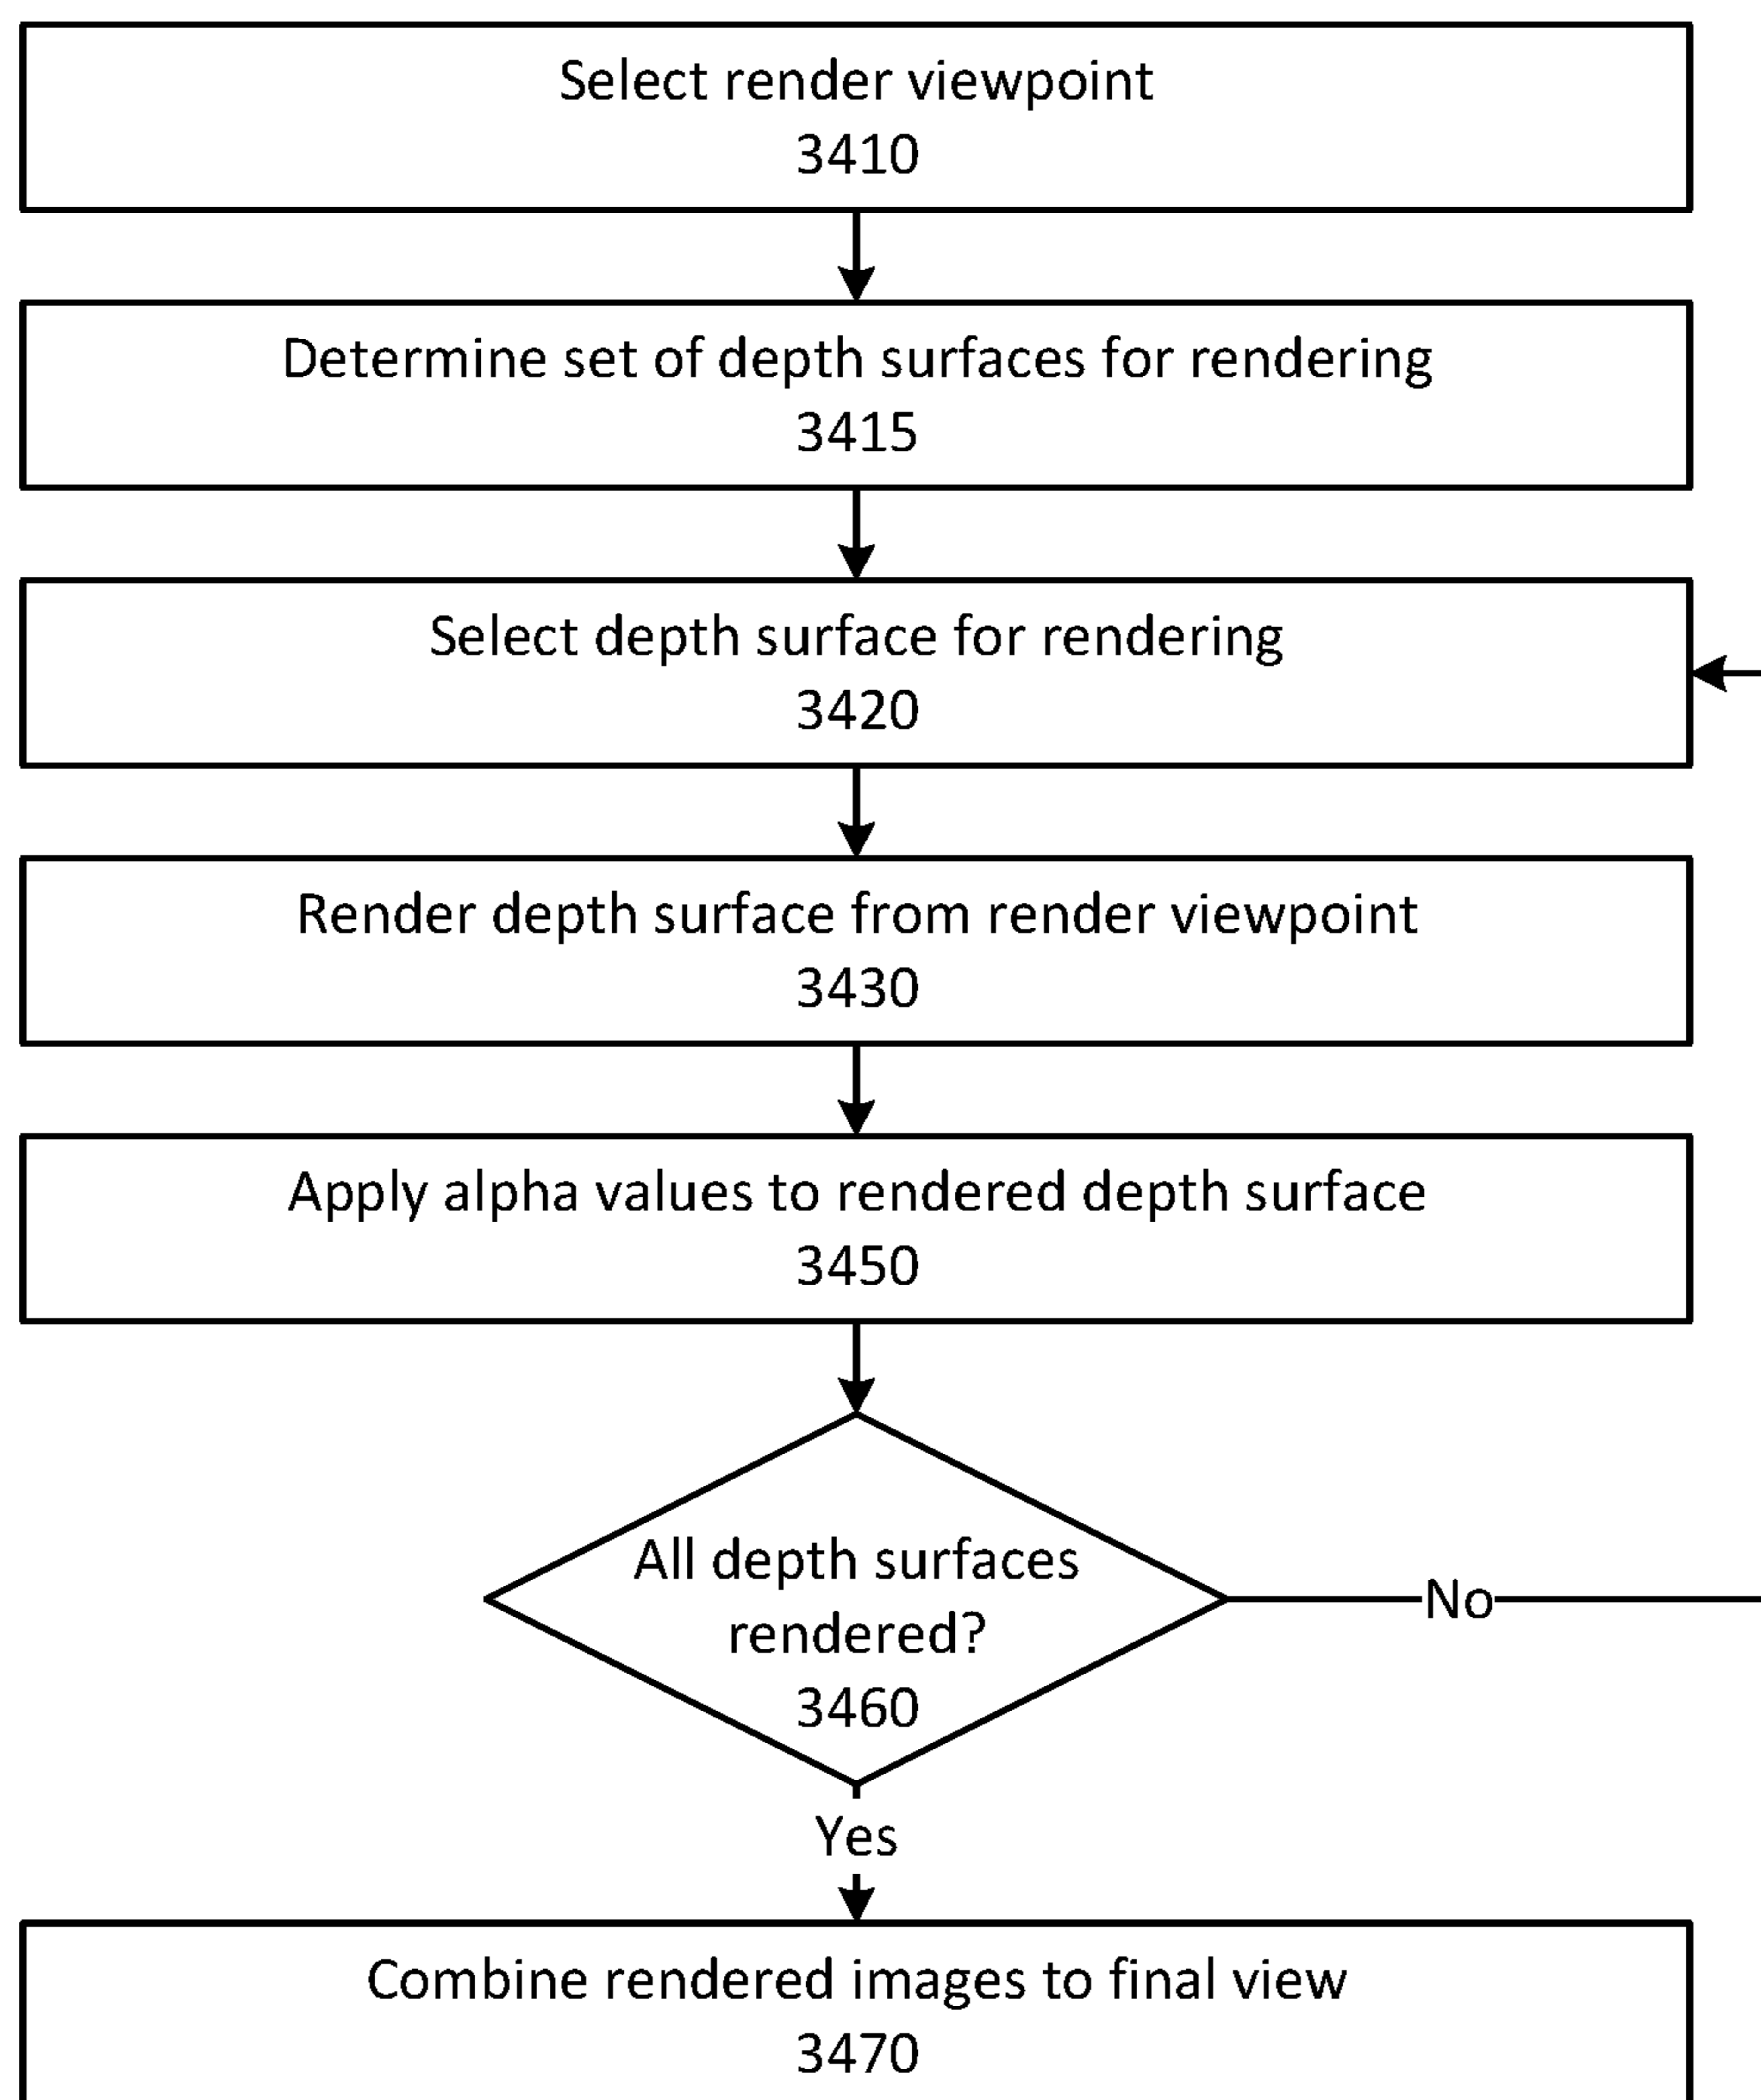 Select render viewpoint
3410
Determine set of depth surfaces for rendering
3415
Select depth surface for rendering
3420
Render depth surface from render viewpoint
3430
Apply alpha values to rendered depth surface
3450
All depth surfaces
rendered?
3460
No
Yes
Combine rendered images to final view
3470